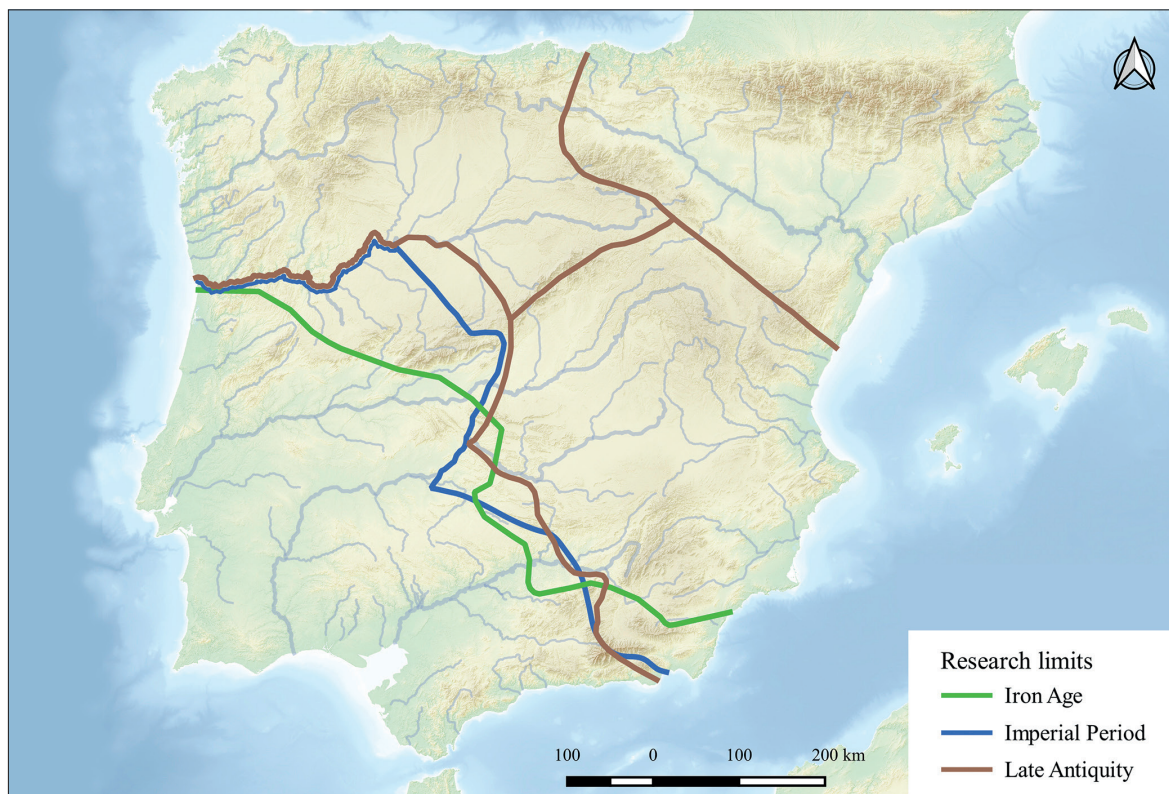 Research limits
Iron Age
Imperial Period
Late Antiquity
100 0 100 200 km